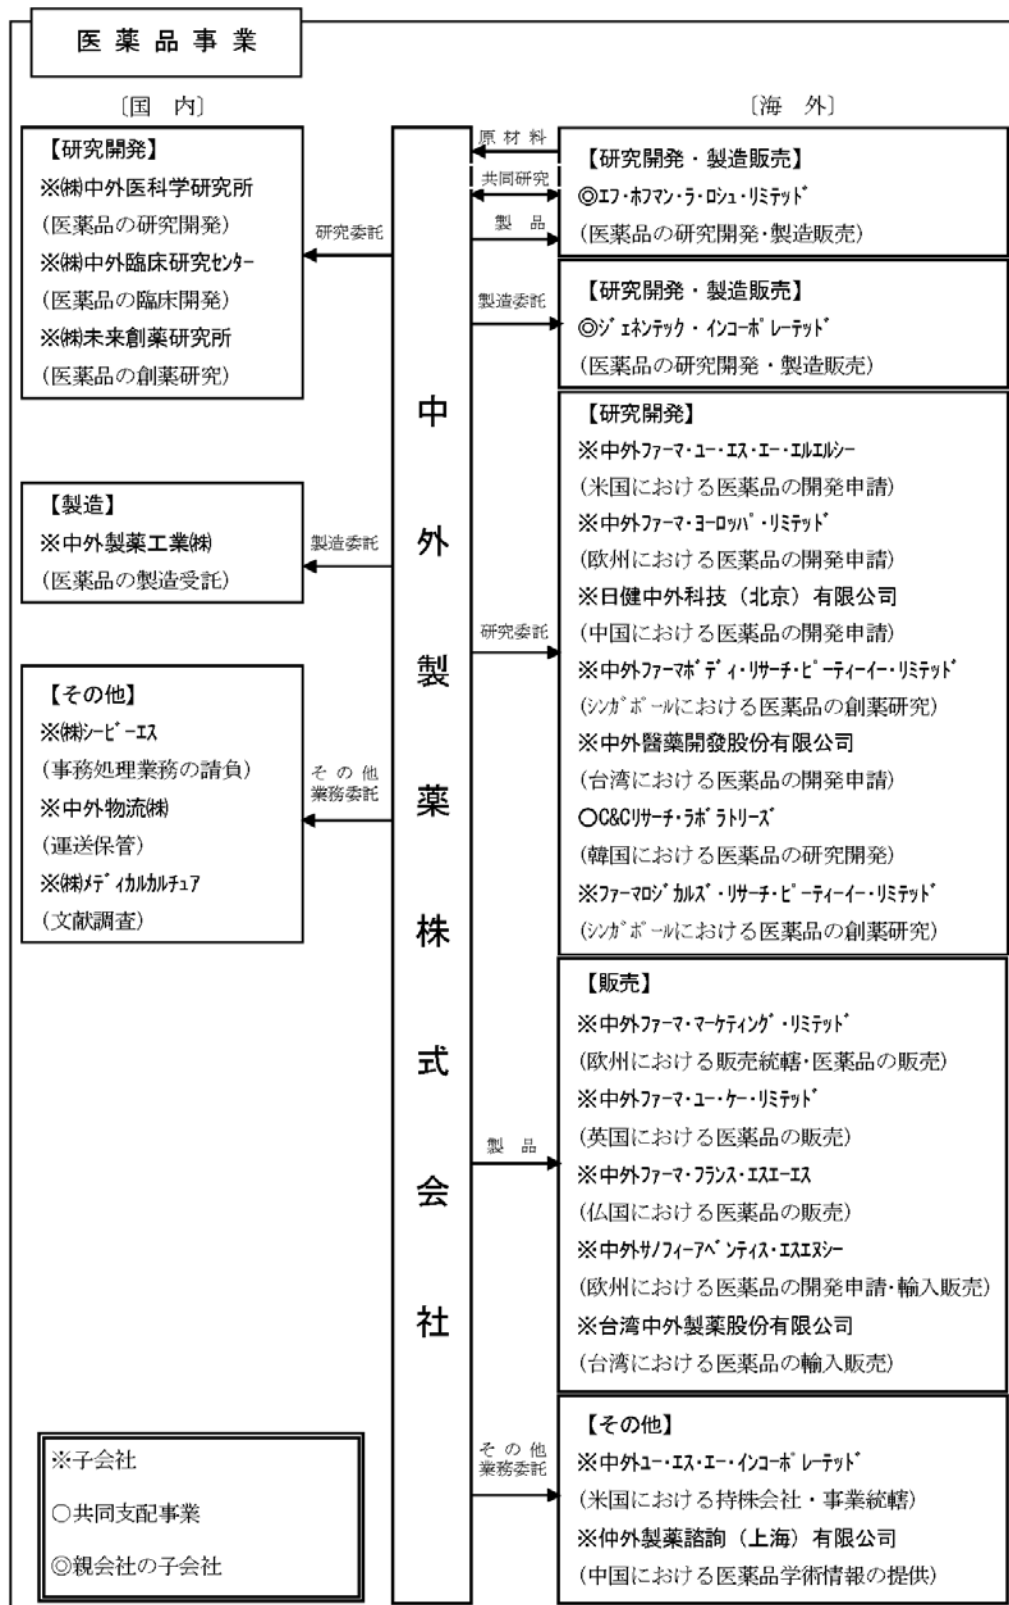 医薬品事業
〔国　内〕
【研究開発】
※㈱中外医科学研究所
(医薬品の研究開発)
※㈱中外臨床研究ｾﾝﾀｰ
(医薬品の臨床開発)
※㈱未来創薬研究所
(医薬品の創薬研究)
研究委託
【製造】
※中外製薬工業㈱
(医薬品の製造受託)
製造委託
【その他】
※㈱ｼｰﾋﾞｰｴｽ
(事務処理業務の請負)
※中外物流㈱
(運送保管)
※㈱ﾒﾃﾞｨｶﾙｶﾙﾁｭｱ
(文献調査)
その他
業務委託
※子会社
○共同支配事業
◎親会社の子会社
中外製薬株式会社
〔海　外〕
原材料
共同研究
製　品
【研究開発・製造販売】
◎ｴﾌ･ﾎﾌﾏﾝ･ﾗ･ﾛｼｭ･ﾘﾐﾃｯﾄﾞ
(医薬品の研究開発･製造販売)
製造委託
【研究開発・製造販売】
◎ｼﾞｪﾈﾝﾃｯｸ・ｲﾝｺｰﾎﾟﾚｰﾃｯﾄﾞ
(医薬品の研究開発・製造販売)
研究委託
【研究開発】
※中外ﾌｧｰﾏ･ﾕｰ･ｴｽ･ｴｰ･ｴﾙｴﾙｼｰ
(米国における医薬品の開発申請)
※中外ﾌｧｰﾏ･ﾖｰﾛｯﾊﾟ･ﾘﾐﾃｯﾄﾞ
(欧州における医薬品の開発申請)
※日健中外科技（北京）有限公司
(中国における医薬品の開発申請)
※中外ﾌｧｰﾏﾎﾞﾃﾞｨ･ﾘｻｰﾁ･ﾋﾟｰﾃｨｰｲｰ･ﾘﾐﾃｯﾄﾞ
(ｼﾝｶﾞﾎﾟｰﾙにおける医薬品の創薬研究)
※中外醫藥開發股份有限公司
(台湾における医薬品の開発申請)
○C&Cﾘｻｰﾁ･ﾗﾎﾞﾗﾄﾘｰｽﾞ
(韓国における医薬品の研究開発)
※ﾌｧｰﾏﾛｼﾞｶﾙｽﾞ･ﾘｻｰﾁ･ﾋﾟｰﾃｨｰｲｰ･ﾘﾐﾃｯﾄﾞ
(ｼﾝｶﾞﾎﾟｰﾙにおける医薬品の創薬研究)
製　品
【販売】
※中外ﾌｧｰﾏ･ﾏｰｹﾃｨﾝｸﾞ･ﾘﾐﾃｯﾄﾞ
(欧州における販売統轄･医薬品の販売)
※中外ﾌｧｰﾏ･ﾕｰ･ｹｰ･ﾘﾐﾃｯﾄﾞ
(英国における医薬品の販売)
※中外ﾌｧｰﾏ･ﾌﾗﾝｽ･ｴｽｴｰｴｽ
(仏国における医薬品の販売)
※中外ｻﾉﾌｨｰｱﾍﾞﾝﾃｨｽ･ｴｽｴﾇｼｰ
(欧州における医薬品の開発申請･輸入販売)
※台湾中外製薬股份有限公司
(台湾における医薬品の輸入販売)
その他
業務委託
【その他】
※中外ﾕｰ･ｴｽ･ｴｰ･ｲﾝｺｰﾎﾟﾚｰﾃｯﾄﾞ
(米国における持株会社・事業統轄)
※仲外製薬諮詢（上海）有限公司
(中国における医薬品学術情報の提供)